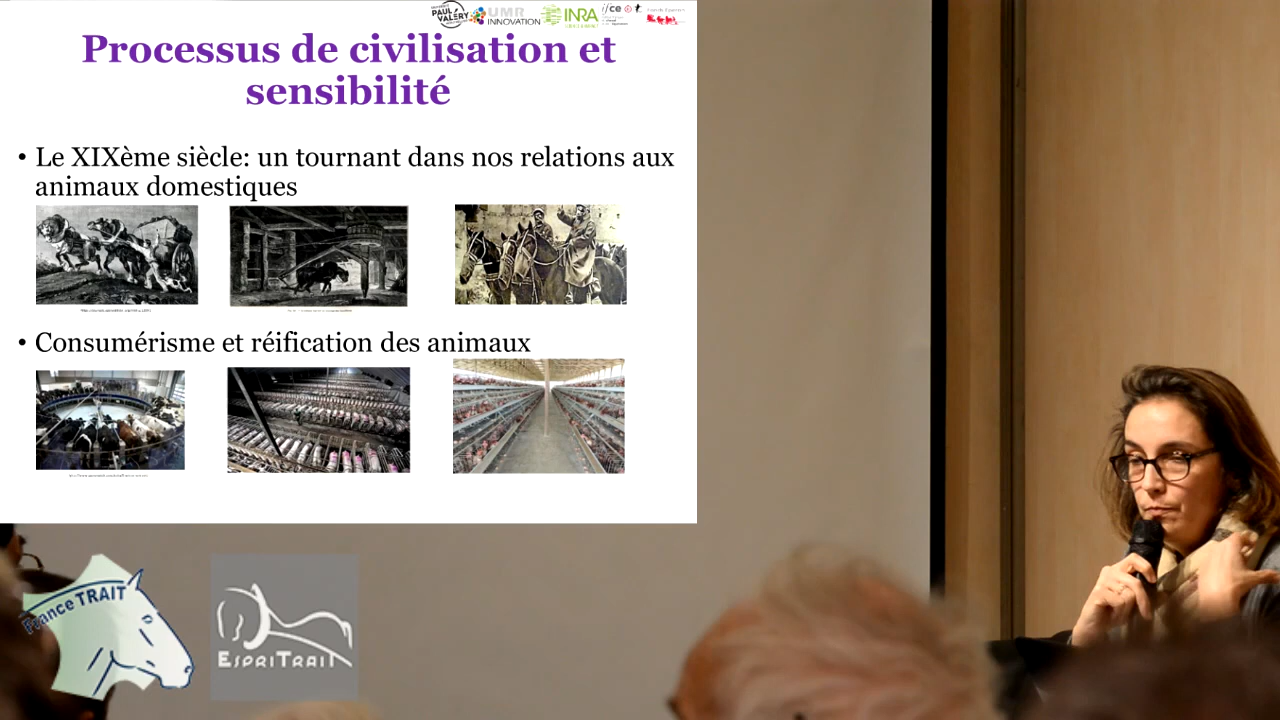 PAUL
VALÉRY
UMR
INNOVATION
INRA
ifce
Processus de civilisation et
sensibilité
• Le XIXème siècle: un tournant dans nos relations aux
animaux domestiques
• Consumérisme et réification des animaux
France TRAIT
ESPRITRAIT